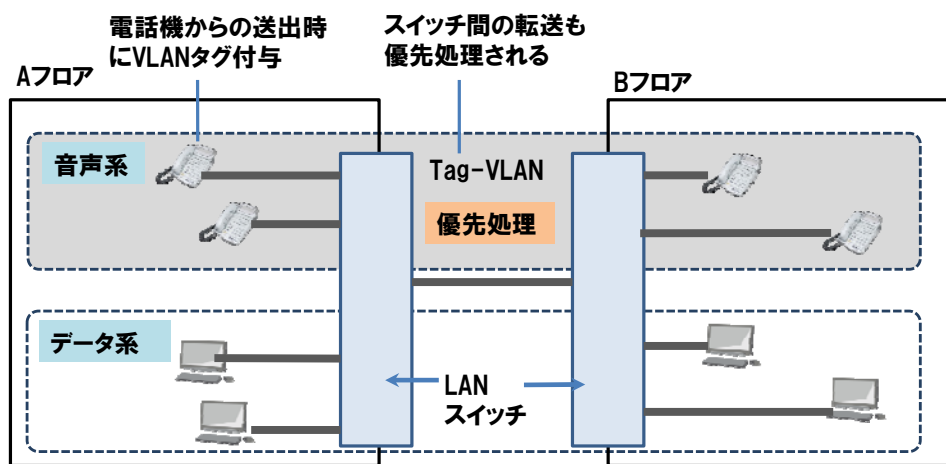 電話機からの送出時
にVLANタグ付与
スイッチ間の転送も
優先処理される
Aフロア
Bフロア
音声系
Tag-VLAN
優先処理
データ系
LAN
スイッチ